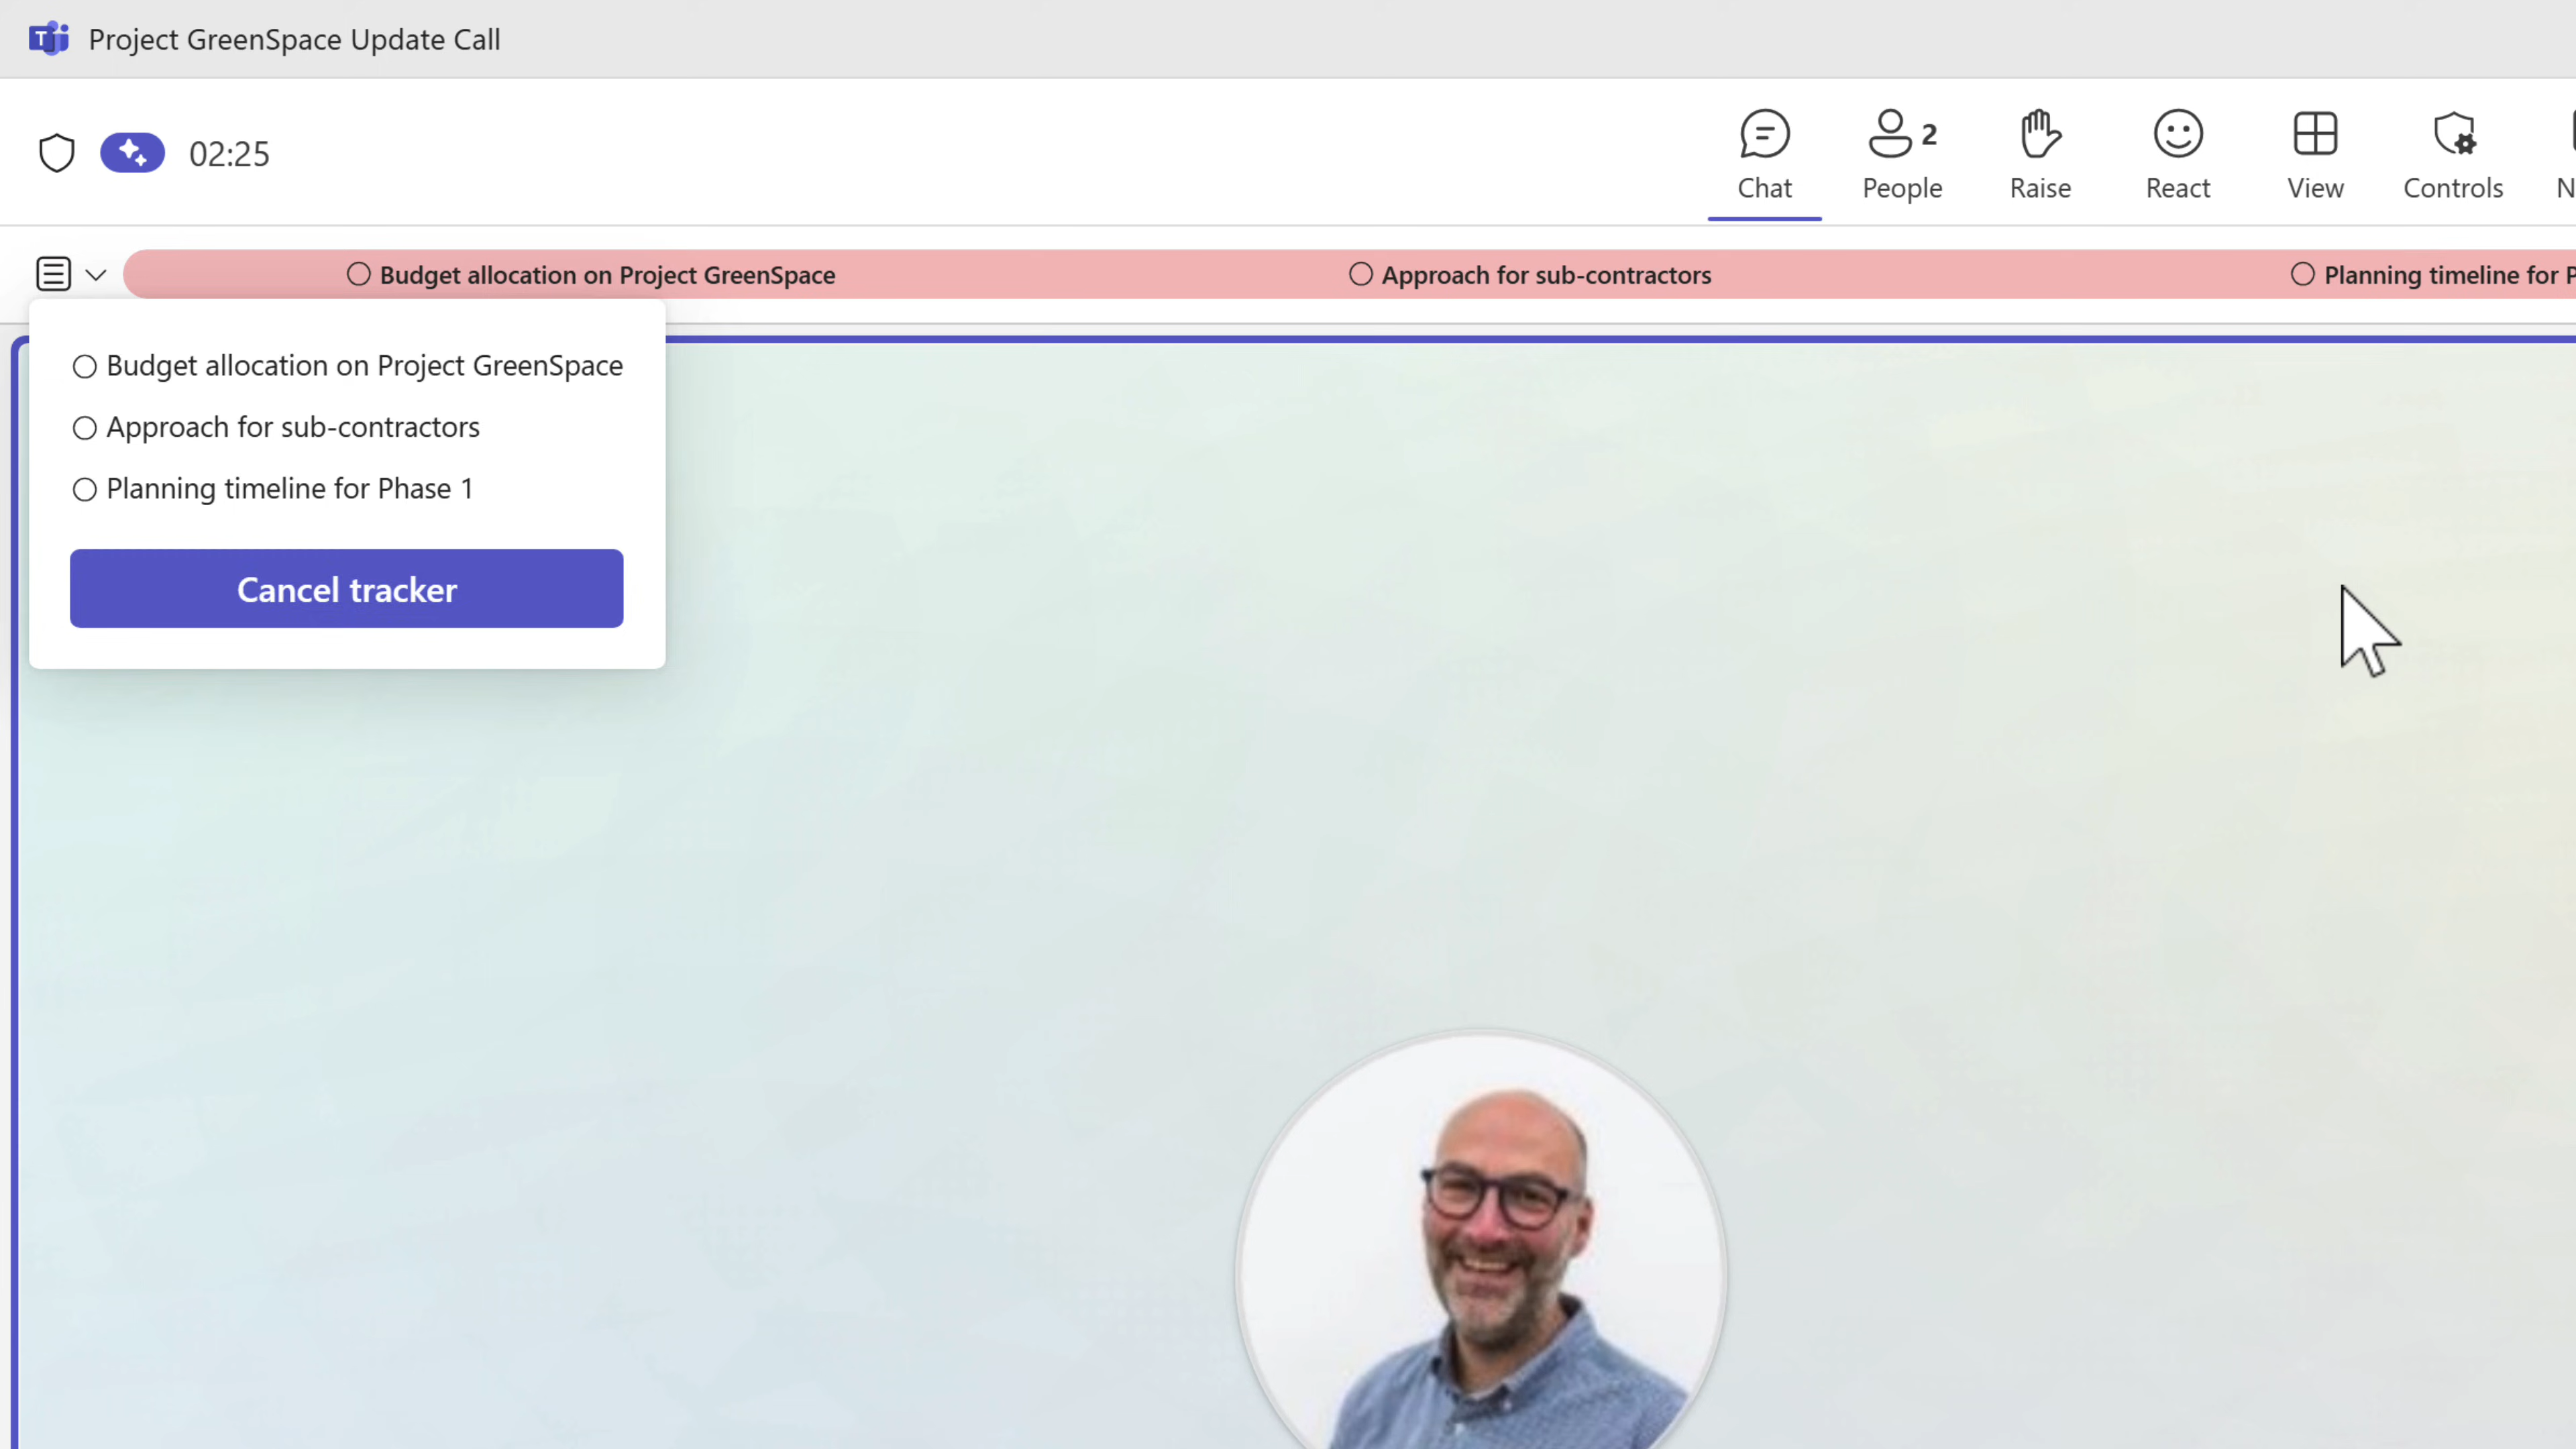 Project GreenSpace Update Call
02:25
Chat
2
People
Raise
React
View
Controls
Budget allocation on Project GreenSpace
Approach for sub-contractors
Planning timeline for P
Budget allocation on Project GreenSpace
Approach for sub-contractors
Planning timeline for Phase 1
Cancel tracker